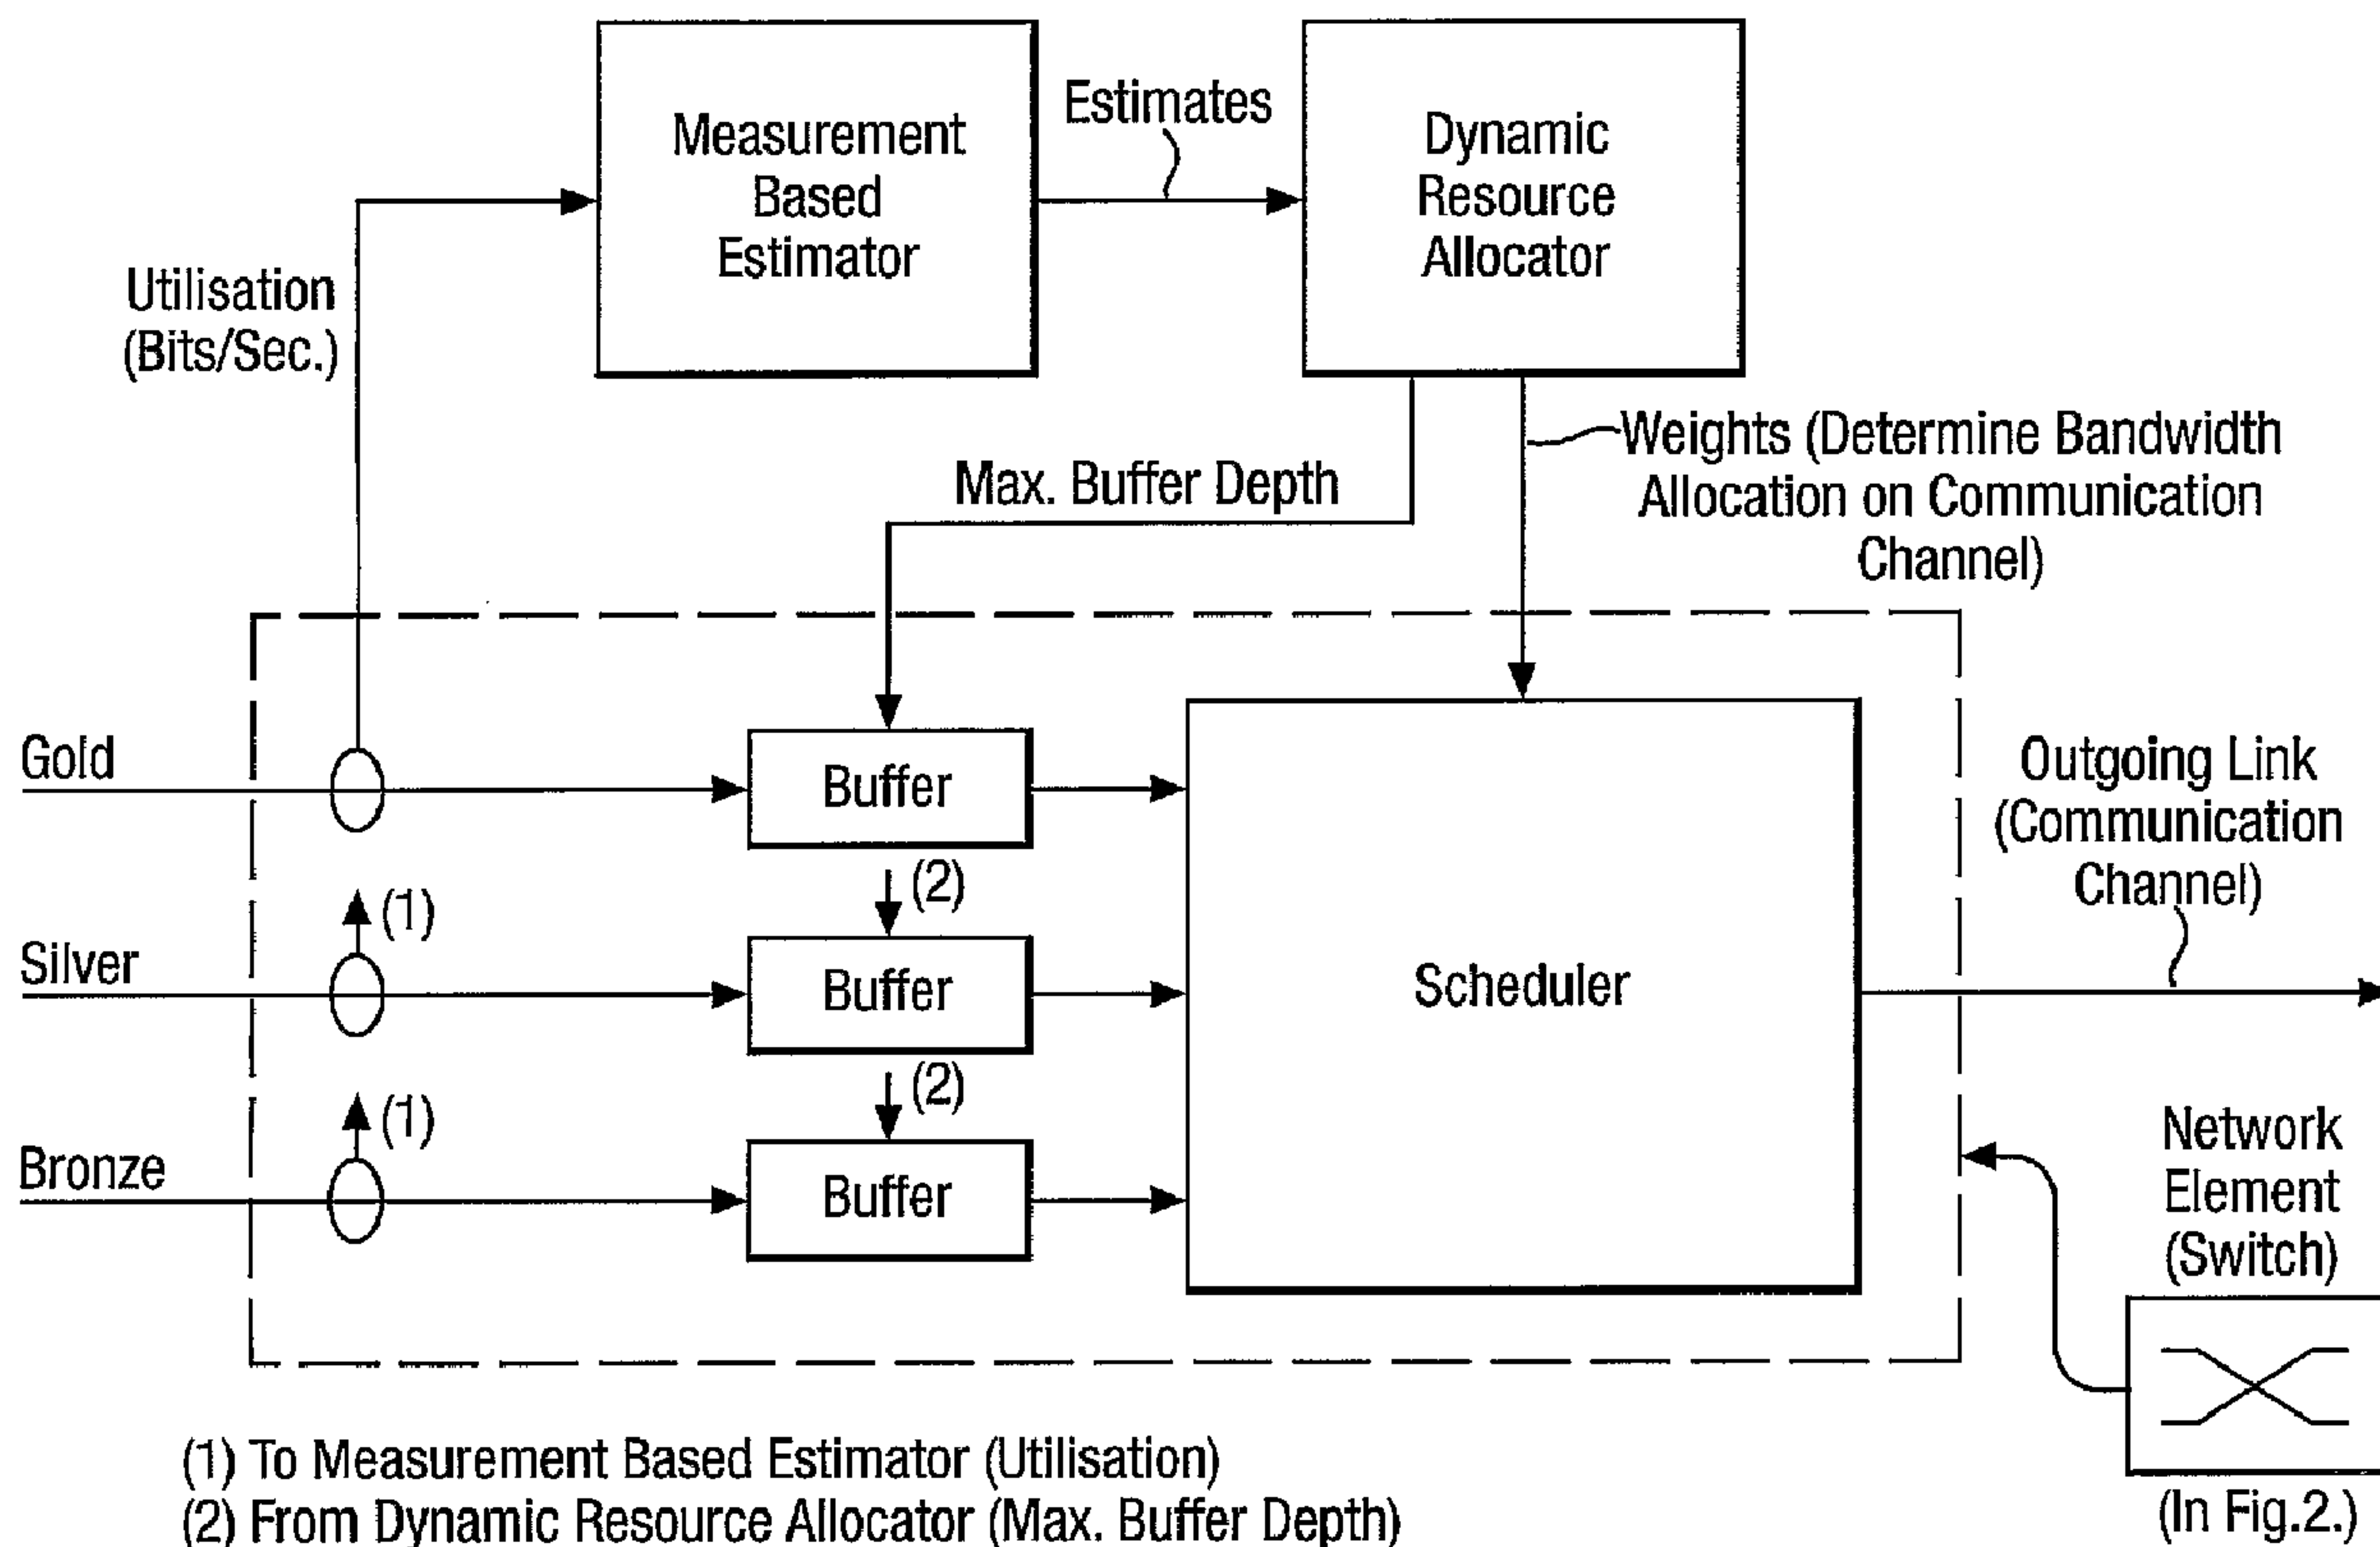 Measurement
Based
Estimator
Estimates
Dynamic
Resource
Allocator
Utilisation
(Bits/Sec.)
Max. Buffer Depth
Weights (Determine Bandwidth
Allocation on Communication
Channel)
Gold
Buffer
Outgoing Link
(Communication
Channel)
(1)
(2)
Silver
Buffer
Scheduler
(1)
(2)
Bronze
Buffer
Network
Element
(Switch)
(In Fig.2.)
(1) To Measurement Based Estimator (Utilisation)
(2) From Dynamic Resource Allocator (Max. Buffer Depth)